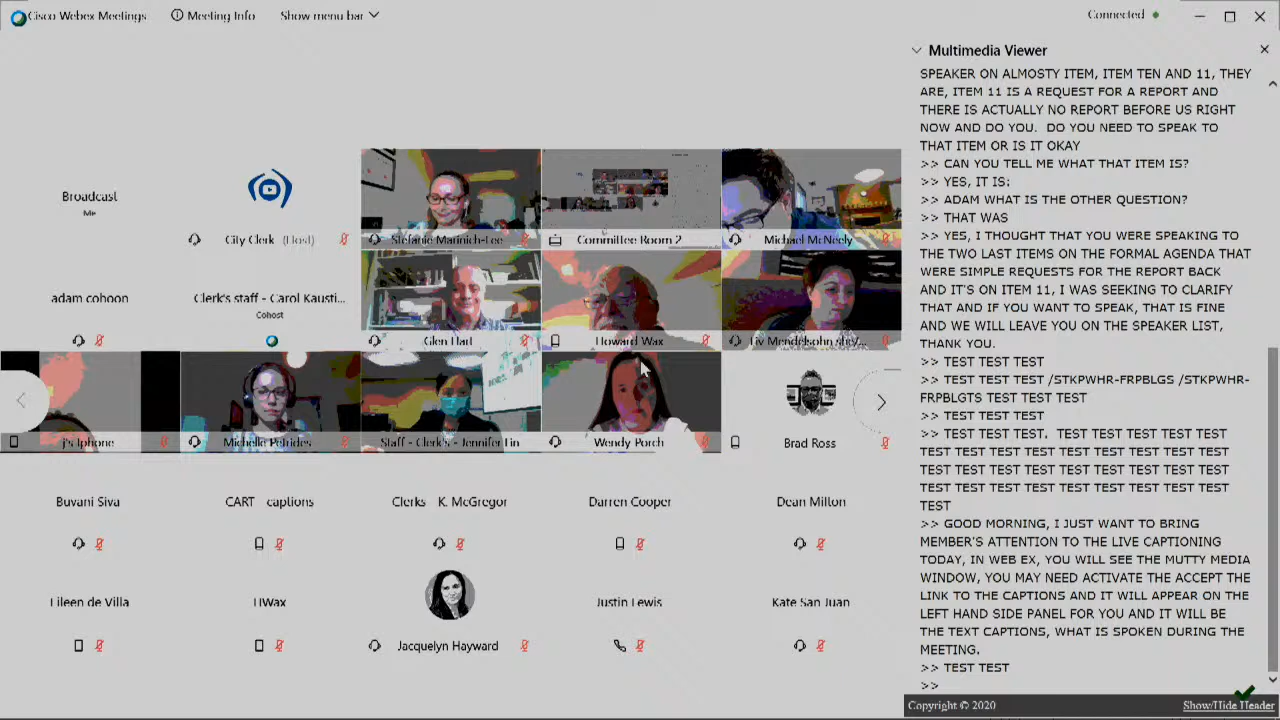 Cisco Webex Meetings
Meeting Info
Show menu bar
Connected
Multimedia Viewer
SPEAKER ON ALMOSTY ITEM, ITEM TEN AND 11, THEY
ARE, ITEM 11 IS A REQUEST FOR A REPORT AND
THERE IS ACTUALLY NO REPORT BEFORE US RIGHT
NOW AND DO YOU.  DO YOU NEED TO SPEAK TO
THAT ITEM OR IS IT OKAY
>> CAN YOU TELL ME WHAT THAT ITEM IS?
>> YES, IT IS:
>> ADAM WHAT IS THE OTHER QUESTION?
>> THAT WAS
>> YES, I THOUGHT THAT YOU WERE SPEAKING TO
THE TWO LAST ITEMS ON THE FORMAL AGENDA THAT
WERE SIMPLE REQUESTS FOR THE REPORT BACK
AND IT'S ON ITEM 11, I WAS SEEKING TO CLARIFY
THAT AND IF YOU WANT TO SPEAK, THAT IS FINE
AND WE WILL LEAVE YOU ON THE SPEAKER LIST,
THANK YOU.
>> TEST TEST TEST
>> TEST TEST TEST /STKPWHR-FRPBLGS /STKPWHR-
FRPBLGTS TEST TEST TEST
>> TEST TEST TEST
>> TEST TEST TEST.  TEST TEST TEST TEST TEST
TEST TEST TEST TEST TEST TEST TEST TEST
TEST TEST TEST TEST TEST TEST TEST TEST
TEST TEST TEST TEST TEST TEST TEST TEST
TEST
>> GOOD MORNING, I JUST WANT TO BRING
MEMBER'S ATTENTION TO THE LIVE CAPTIONING
TODAY, IN WEB EX, YOU WILL SEE THE MUTTY MEDIA
WINDOW, YOU MAY NEED ACTIVATE THE ACCEPT THE
LINK TO THE CAPTIONS AND IT WILL APPEAR ON THE
LEFT HAND SIDE PANEL FOR YOU AND IT WILL BE
THE TEXT CAPTIONS, WHAT IS SPOKEN DURING THE
MEETING.
>> TEST TEST
>>
Copyright © 2020
Show/Hide Header
Broadcast
Me
City Clerk (Host)
Stefanie Marinich-Lee
Committee Room 2
Michael McNeely
adam cohoon
Clerk's staff - Carol Kausti...
Cohost
Glen Hart
Howard Wax
Liv Mendelsohn she/...
j's Iphone
Michelle Petrides
Staff - Clerk's - Jennifer Lin
Wendy Porch
Brad Ross
Buvani Siva
CART captions
Clerks K. McGregor
Darren Cooper
Dean Milton
Eileen de Villa
HWax
Jacquelyn Hayward
Justin Lewis
Kate San Juan